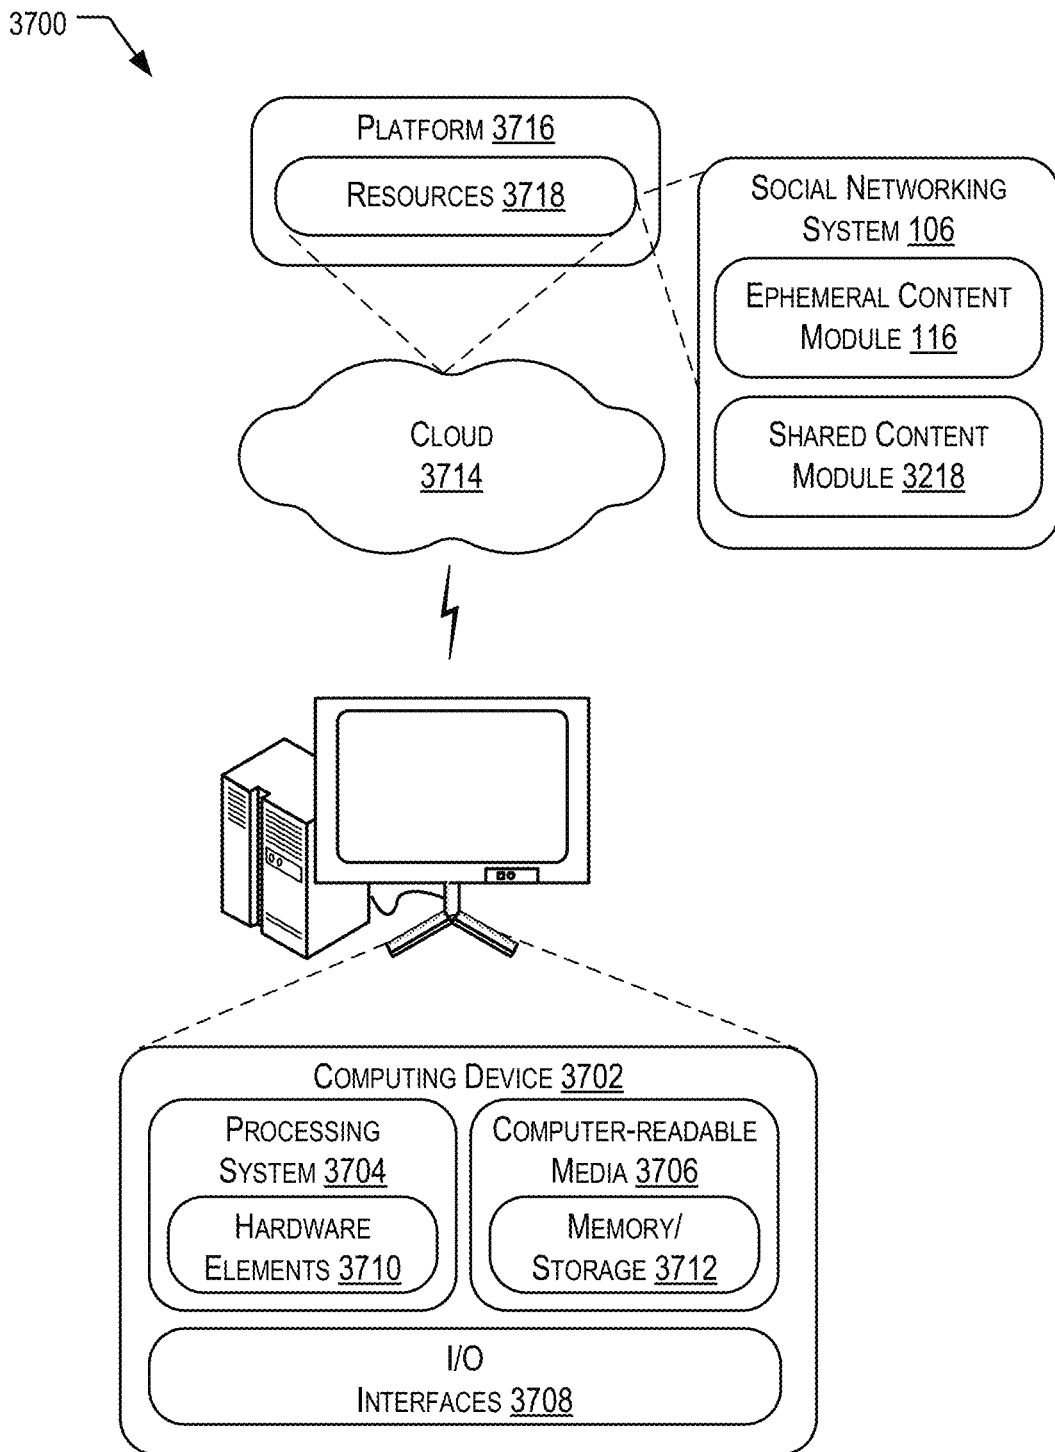 3700
PLATFORM 3716
RESOURCES 3718
SOCIAL NETWORKING
SYSTEM 106
EPHEMERAL CONTENT
MODULE 116
SHARED CONTENT
MODULE 3218
CLOUD
3714
COMPUTING DEVICE 3702
PROCESSING
SYSTEM 3704
HARDWARE
ELEMENTS 3710
COMPUTER-READABLE
MEDIA 3706
MEMORY/
STORAGE 3712
I/O
INTERFACES 3708